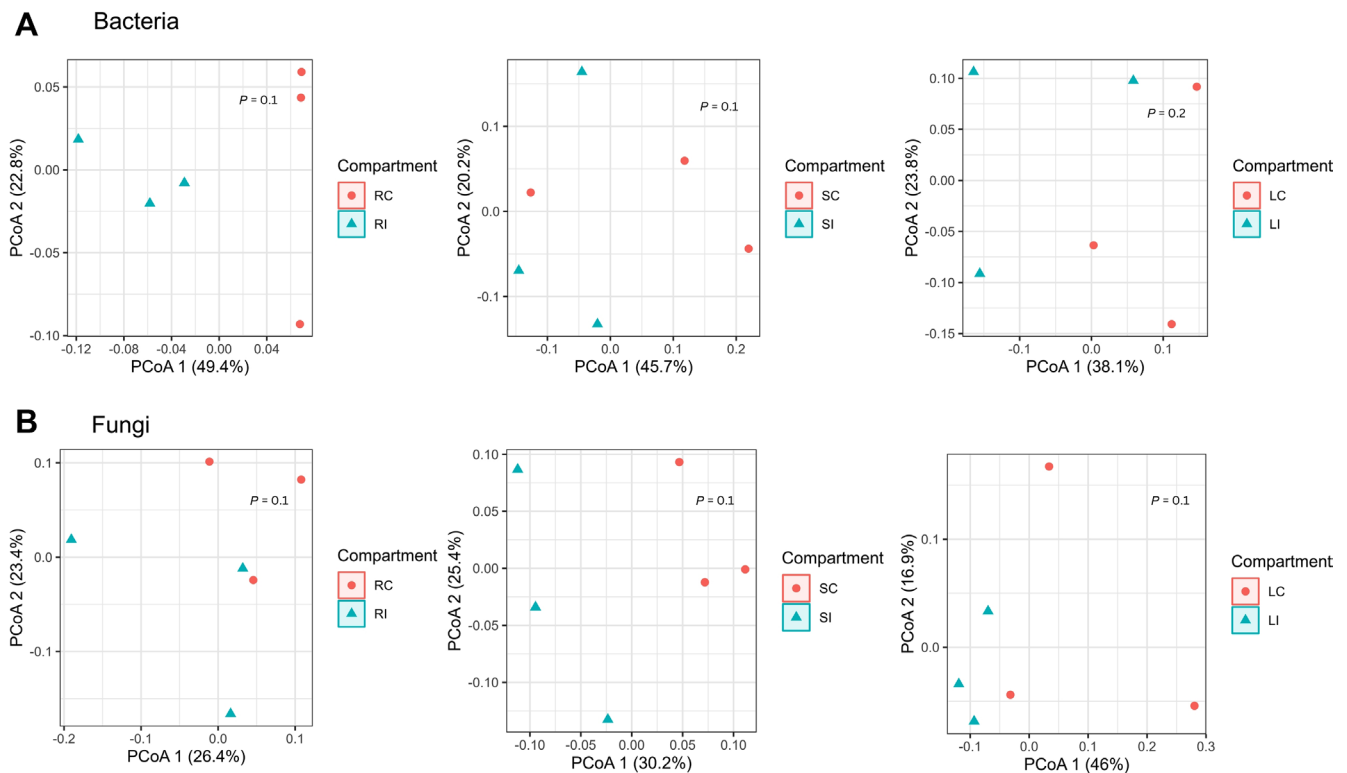 A
Bacteria
0.05
0.00
-0.05
-0.10
PCoA 2 (22.8%)
P = 0.1
-0.12 -0.08 -0.04 0.00 0.04
PCoA 1 (49.4%)
Compartment
RC
RI
0.1
0.0
-0.1
PCoA 2 (20.2%)
P = 0.1
-0.1 0.0 0.1 0.2
PCoA 1 (45.7%)
Compartment
SC
SI
0.10
0.05
0.00
-0.05
-0.10
-0.15
PCoA 2 (23.8%)
P = 0.2
-0.1 0.0 0.1
PCoA 1 (38.1%)
Compartment
LC
LI
B
Fungi
0.1
0.0
-0.1
PCoA 2 (23.4%)
P = 0.1
-0.2 -0.1 0.0 0.1
PCoA 1 (26.4%)
Compartment
RC
RI
0.10
0.05
0.00
-0.05
-0.10
PCoA 2 (25.4%)
P = 0.1
-0.10 -0.05 0.00 0.05 0.10
PCoA 1 (30.2%)
Compartment
SC
SI
0.1
0.0
PCoA 2 (16.9%)
P = 0.1
-0.1 0.0 0.1 0.2 0.3
PCoA 1 (46%)
Compartment
LC
LI